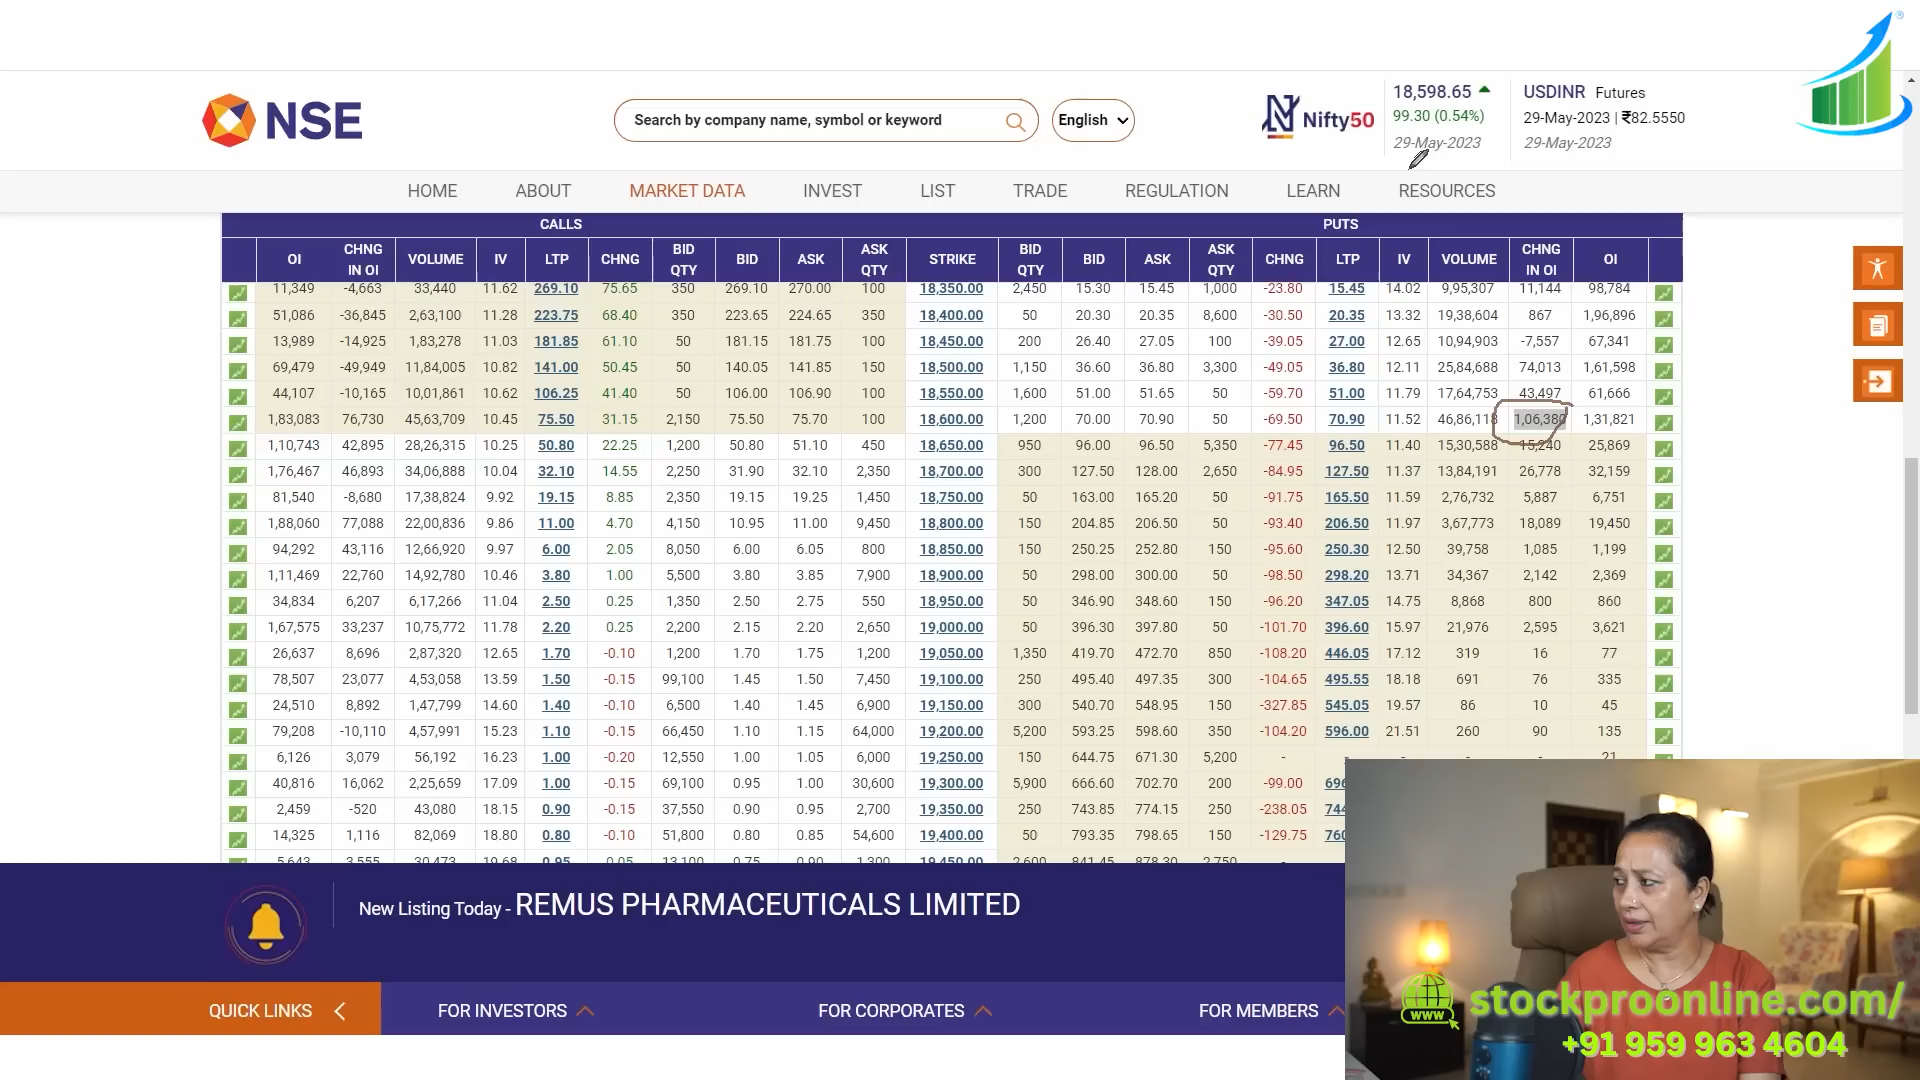 NSE
Search by company name, symbol or keyword
English
Nifty50
18,598.65
99.30 (0.54%)
29-May-2023
USDINR Futures
29-May-2023 | ₹82.5550
29-May-2023
HOME ABOUT MARKET DATA INVEST LIST TRADE REGULATION LEARN RESOURCES
CALLS PUTS
OI CHNG IN OI VOLUME IV LTP CHNG BID QTY BID ASK ASK QTY STRIKE BID QTY BID ASK ASK QTY CHNG LTP IV VOLUME CHNG IN OI OI
11,349 -4,663 33,440 11.62 269.10 75.65 350 269.10 270.00 100 18,350.00 2,450 15.30 15.45 1,000 -23.80 15.45 14.02 9,95,307 11,144 98,784
51,086 -36,845 2,63,100 11.28 223.75 68.40 350 223.65 224.65 350 18,400.00 50 20.30 20.35 8,600 -30.50 20.35 13.32 19,38,604 867 1,96,896
13,989 -14,925 1,83,278 11.03 181.85 61.10 50 181.15 181.75 100 18,450.00 200 26.40 27.05 100 -39.05 27.00 12.65 10,94,903 -7,557 67,341
69,479 -49,949 11,84,005 10.82 141.00 50.45 50 140.05 141.85 150 18,500.00 1,150 36.60 36.80 3,300 -49.05 36.80 12.11 25,84,688 74,013 1,61,598
44,107 -10,165 10,01,861 10.62 106.25 41.40 50 106.00 106.90 100 18,550.00 1,600 51.00 51.65 50 -59.70 51.00 11.79 17,64,753 43,497 61,666
1,83,083 76,730 45,63,709 10.45 75.50 31.15 2,150 75.50 75.70 100 18,600.00 1,200 70.00 70.90 50 -69.50 70.90 11.52 46,86,118 1,06,380 1,31,821
1,10,743 42,895 28,26,315 10.25 50.80 22.25 1,200 50.80 51.10 450 18,650.00 950 96.00 96.50 5,350 -77.45 96.50 11.40 15,30,588 15,240 25,869
1,76,467 46,893 34,06,888 10.04 32.10 14.55 2,250 31.90 32.10 2,350 18,700.00 300 127.50 128.00 2,650 -84.95 127.50 11.37 13,84,191 26,778 32,159
81,540 -8,680 17,38,824 9.92 19.15 8.85 2,350 19.15 19.25 1,450 18,750.00 50 163.00 165.20 50 -91.75 165.50 11.59 2,76,732 5,887 6,751
1,88,060 77,088 22,00,836 9.86 11.00 4.70 4,150 10.95 11.00 9,450 18,800.00 150 204.85 206.50 50 -93.40 206.50 11.97 3,67,773 18,089 19,450
94,292 43,116 12,66,920 9.97 6.00 2.05 8,050 6.00 6.05 800 18,850.00 150 250.25 252.80 150 -95.60 250.30 12.50 39,758 1,085 1,199
1,11,469 22,760 14,92,780 10.46 3.80 1.00 5,500 3.80 3.85 7,900 18,900.00 50 298.00 300.00 50 -98.50 298.20 13.71 34,367 2,142 2,369
34,834 6,207 6,17,266 11.04 2.50 0.25 1,350 2.50 2.75 550 18,950.00 50 346.90 348.60 150 -96.20 347.05 14.75 8,868 800 860
1,67,575 33,237 10,75,772 11.78 2.20 0.25 2,200 2.15 2.20 2,650 19,000.00 50 396.30 397.80 50 -101.70 396.60 15.97 21,976 2,595 3,621
26,637 8,696 2,87,320 12.65 1.70 -0.10 1,200 1.70 1.75 1,200 19,050.00 1,350 419.70 472.70 850 -108.20 446.05 17.12 319 16 77
78,507 23,077 4,53,058 13.59 1.50 -0.15 99,100 1.45 1.50 7,450 19,100.00 250 495.40 497.35 300 -104.65 495.55 18.18 691 76 335
24,510 8,892 1,47,799 14.60 1.40 -0.10 6,500 1.40 1.45 6,900 19,150.00 300 540.70 548.95 150 -327.85 545.05 19.57 86 10 45
79,208 -10,110 4,57,991 15.23 1.10 -0.15 66,450 1.10 1.15 64,000 19,200.00 5,200 593.25 598.60 350 -104.20 596.00 21.51 260 90 135
6,126 3,079 56,192 16.23 1.00 -0.20 12,550 1.00 1.05 6,000 19,250.00 150 644.75 671.30 5,200 - - - - - 21
40,816 16,062 2,25,659 17.09 1.00 -0.15 69,100 0.95 1.00 30,600 19,300.00 5,900 666.60 702.70 200 -99.00
2,459 -520 43,080 18.15 0.90 -0.15 37,550 0.90 0.95 2,700 19,350.00 250 743.85 774.15 250 -238.05
14,325 1,116 82,069 18.80 0.80 -0.10 51,800 0.80 0.85 54,600 19,400.00 50 793.35 798.65 150 -129.75
New Listing Today - REMUS PHARMACEUTICALS LIMITED
QUICK LINKS FOR INVESTORS FOR CORPORATES FOR MEMBERS
www
stockproonline.com/
+91 959 963 4604